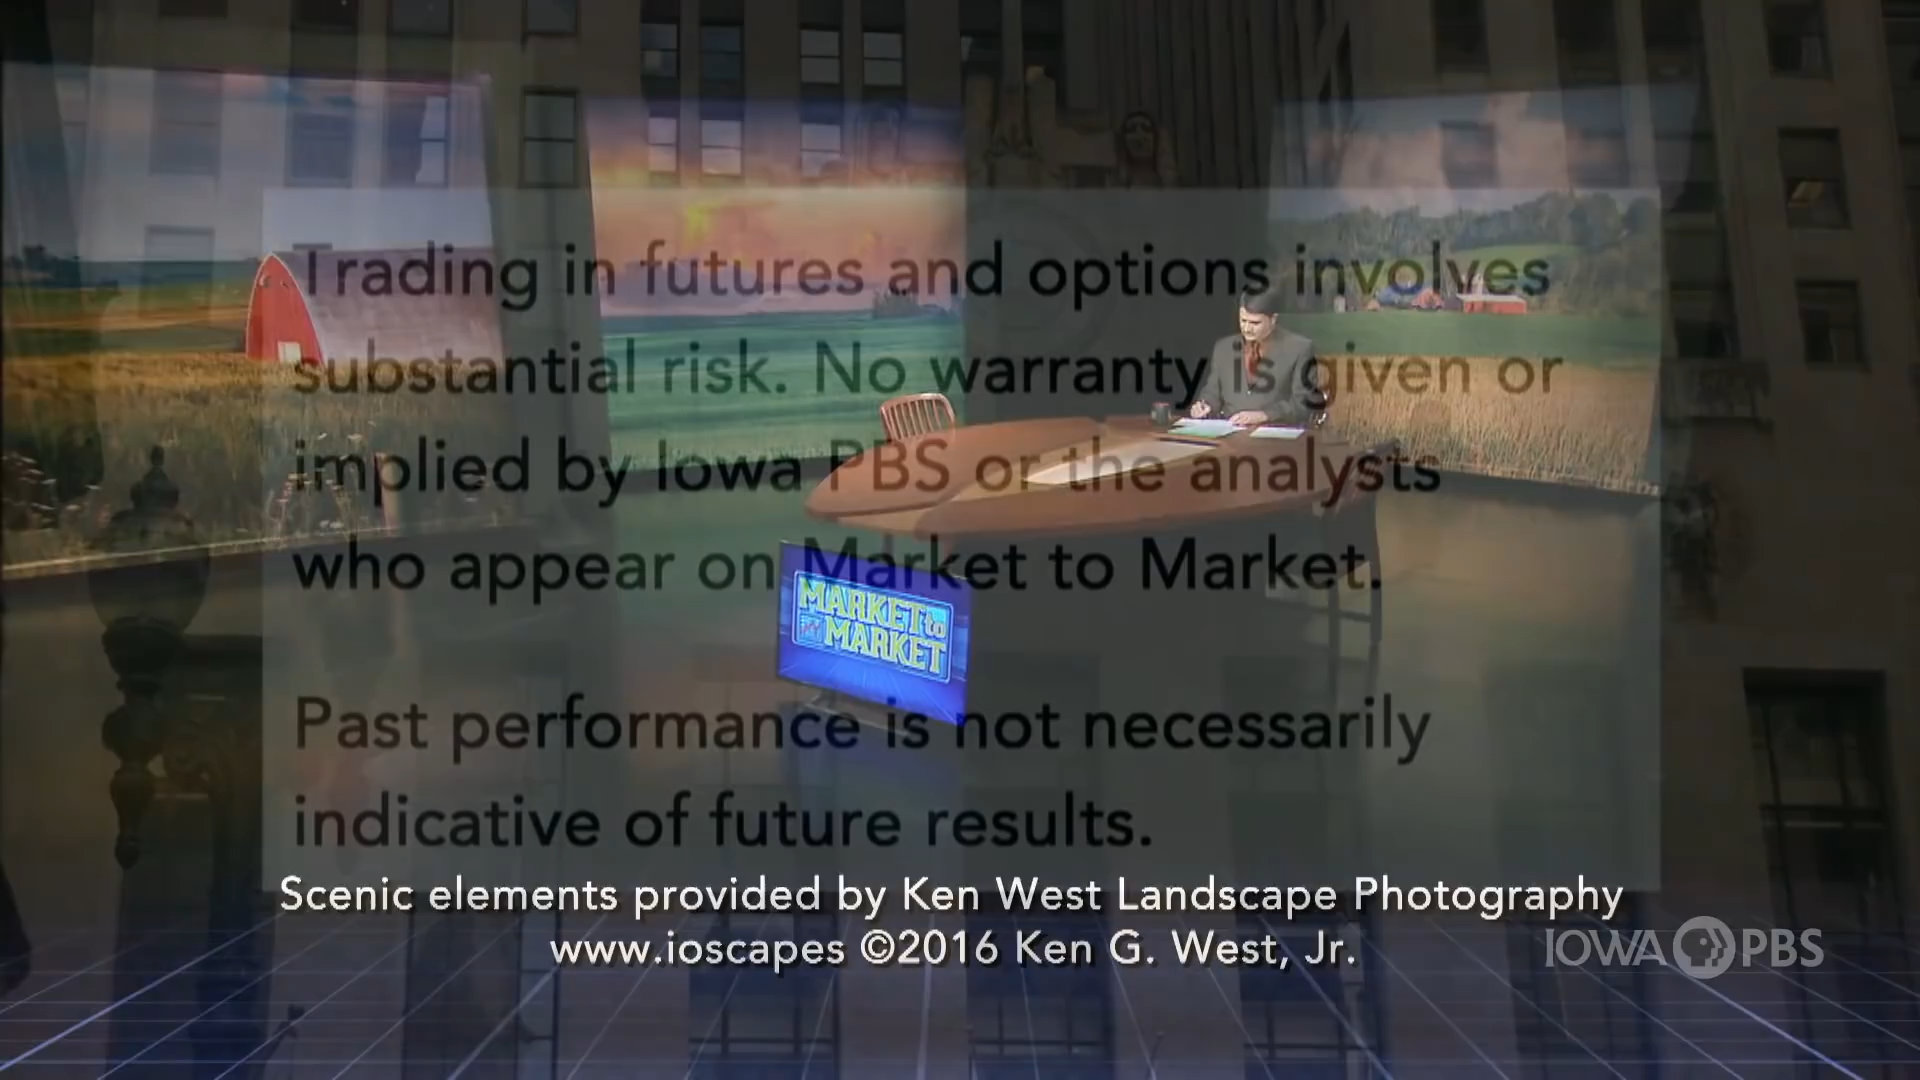 Trading in futures and options involves
substantial risk. No warranty is given or
implied by Iowa PBS or the analysts
who appear on Market to Market.
MARKET to
MARKET
Past performance is not necessarily
indicative of future results.
Scenic elements provided by Ken West Landscape Photography
www.ioscapes ©2016 Ken G. West, Jr.
IOWA PBS